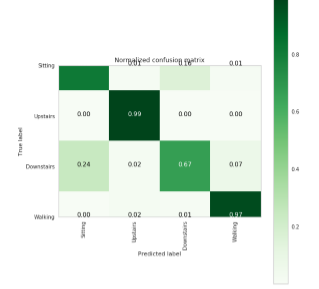 Normalized confusion matrix
Sitting 0.01 0.16 0.01
Upstairs 0.00 0.99 0.00 0.00
Downstairs 0.24 0.02 0.67 0.07
Walking 0.00 0.02 0.01 0.97
Sitting Upstairs Downstairs Walking
True label
Predicted label
0.8
0.6
0.4
0.2